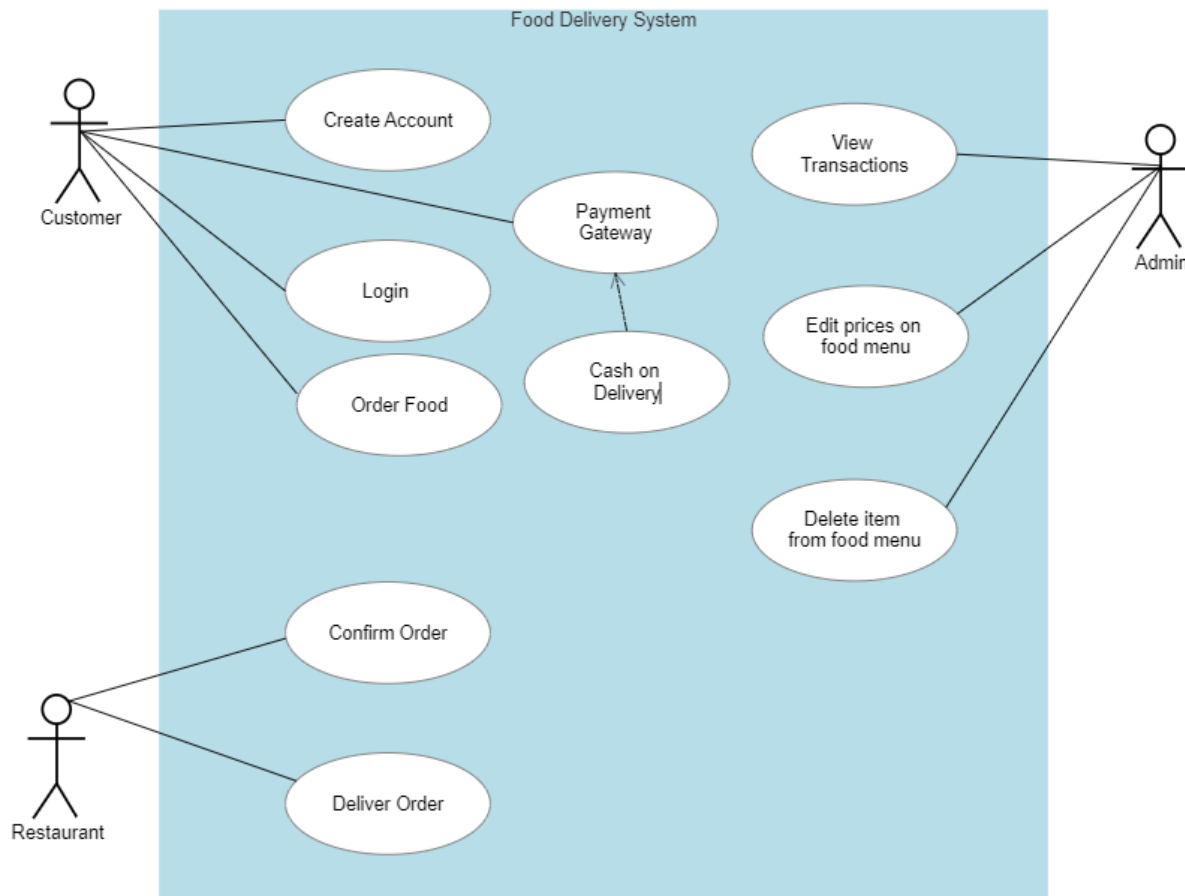 Food Delivery System
Create Account
View
Transactions
Customer
Payment
Gateway
Admin
Login
Edit prices on
food menu
Cash on
Delivery
Order Food
Delete item
from food menu
Confirm Order
Deliver Order
Restaurant